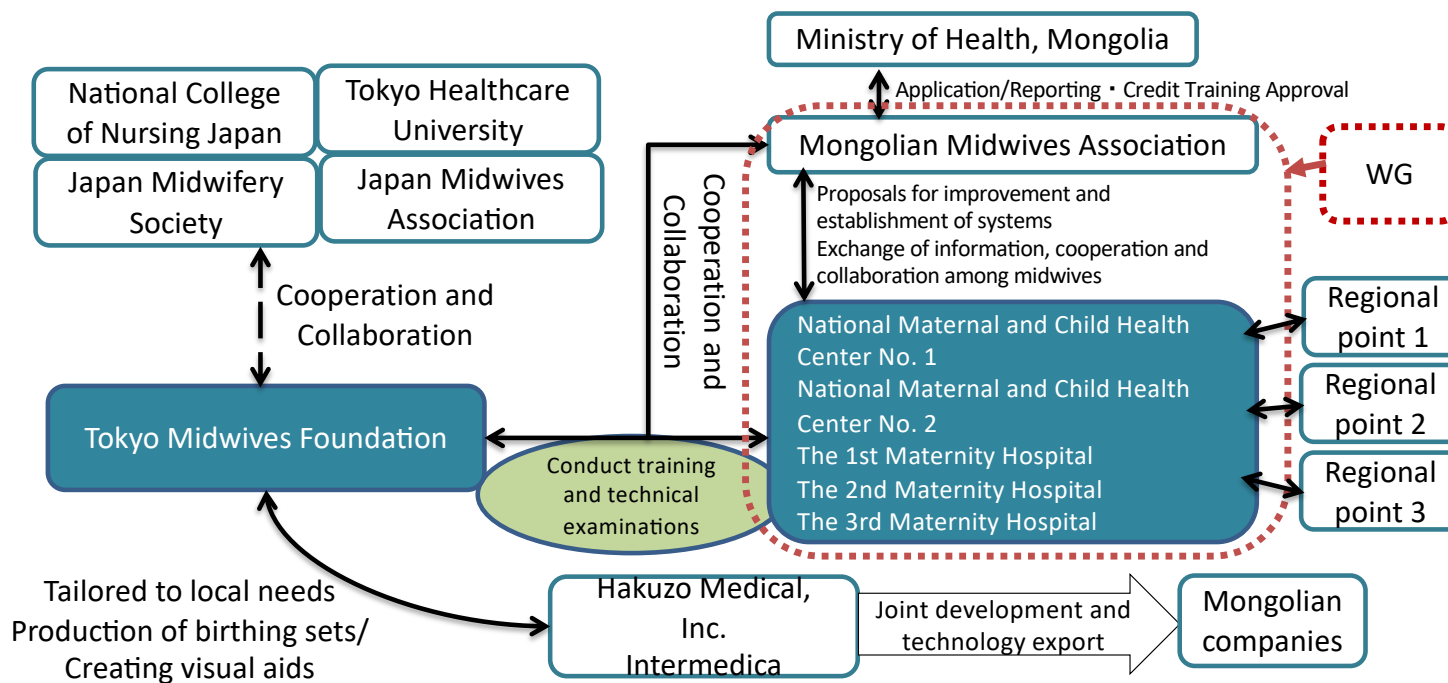 Ministry of Health, Mongolia
Application/Reporting・Credit Training Approval
National College
of Nursing Japan
Tokyo Healthcare
University
Japan Midwifery
Society
Japan Midwives
Association
Mongolian Midwives Association
WG
Cooperation and
Collaboration
Proposals for improvement and
establishment of systems
Exchange of information, cooperation and
collaboration among midwives
Cooperation and
Collaboration
National Maternal and Child Health
Center No. 1
National Maternal and Child Health
Center No. 2
The 1st Maternity Hospital
The 2nd Maternity Hospital
The 3rd Maternity Hospital
Regional
point 1
Regional
point 2
Regional
point 3
Tokyo Midwives Foundation
Conduct training
and technical
examinations
Tailored to local needs
Production of birthing sets/
Creating visual aids
Hakuzo Medical,
Inc.
Intermedica
Joint development and
technology export
Mongolian
companies